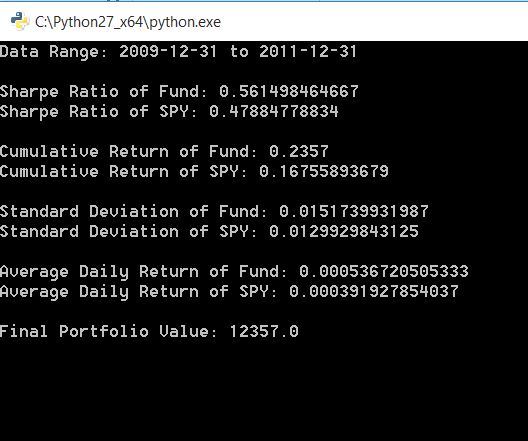 C:\Python27_x64\python.exe
Data Range: 2009-12-31 to 2011-12-31
Sharpe Ratio of Fund: 0.561498464667
Sharpe Ratio of SPY: 0.47884778834
Cumulative Return of Fund: 0.2357
Cumulative Return of SPY: 0.16755893679
Standard Deviation of Fund: 0.0151739931987
Standard Deviation of SPY: 0.0129929843125
Average Daily Return of Fund: 0.000536720505333
Average Daily Return of SPY: 0.000391927854037
Final Portfolio Value: 12357.0